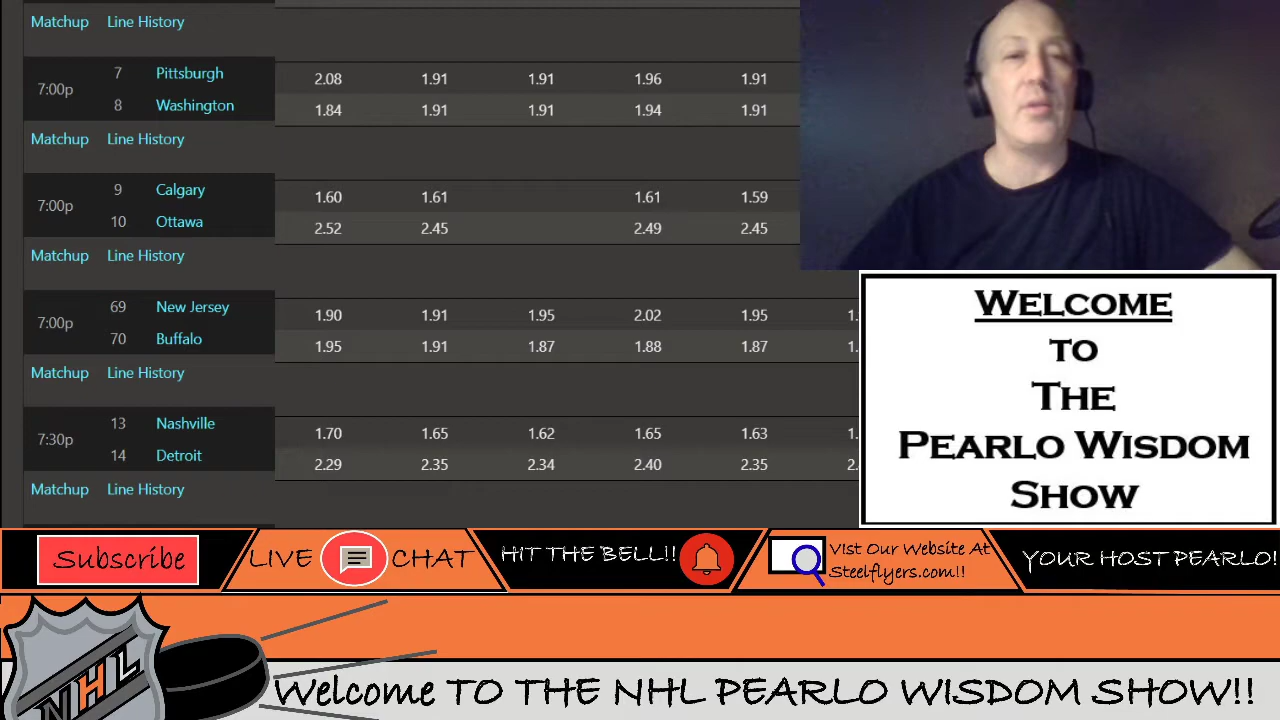 Matchup Line History
7:00p 7 Pittsburgh 2.08 1.91 1.91 1.96 1.91
8 Washington 1.84 1.91 1.91 1.94 1.91
Matchup Line History
7:00p 9 Calgary 1.60 1.61 1.61 1.59
10 Ottawa 2.52 2.45 2.49 2.45
Matchup Line History
7:00p 69 New Jersey 1.90 1.91 1.95 2.02 1.95 1.
70 Buffalo 1.95 1.91 1.87 1.88 1.87 1.
Matchup Line History
7:30p 13 Nashville 1.70 1.65 1.62 1.65 1.63 1.
14 Detroit 2.29 2.35 2.34 2.40 2.35 2.
Matchup Line History
Welcome
to
The
Pearlo Wisdom
Show
Subscribe
LIVE CHAT
HIT THE BELL!!
VIst Our Website At
Steelflyers.com!!
YOUR HOST PEARLO!
NHL
Welcome TO THE NHL PEARLO WISDOM SHOW!!